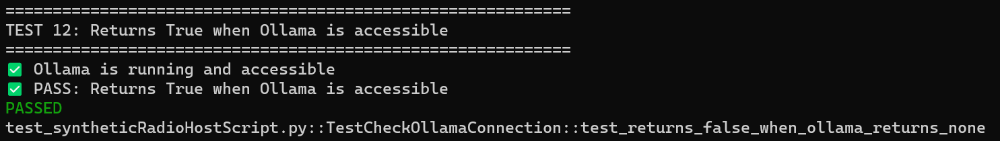 ============================================================
TEST 12: Returns True when Ollama is accessible
============================================================
✅ Ollama is running and accessible
✅ PASS: Returns True when Ollama is accessible
PASSED
test_syntheticRadioHostScript.py::TestCheckOllamaConnection::test_returns_false_when_ollama_returns_none